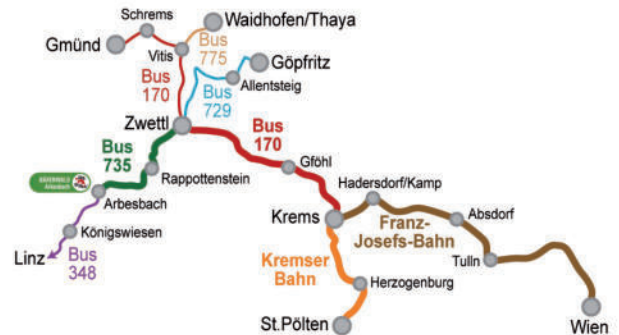 Schrems
Waidhofen/Thaya
Gmünd
Vitis
Bus
775
Göpfritz
Bus
170
Allentsteig
Bus
729
Zwettl
Bus
170
Bus
735
Gföhl
Rappottenstein
BÄRENWALD
Arbesbach
Hadersdorf/Kamp
Arbesbach
Krems
Absdorf
Franz-
Josefs-Bahn
Königswiesen
Linz
Bus
348
Kremser
Bahn
Tulln
Herzogenburg
St.Pölten
Wien